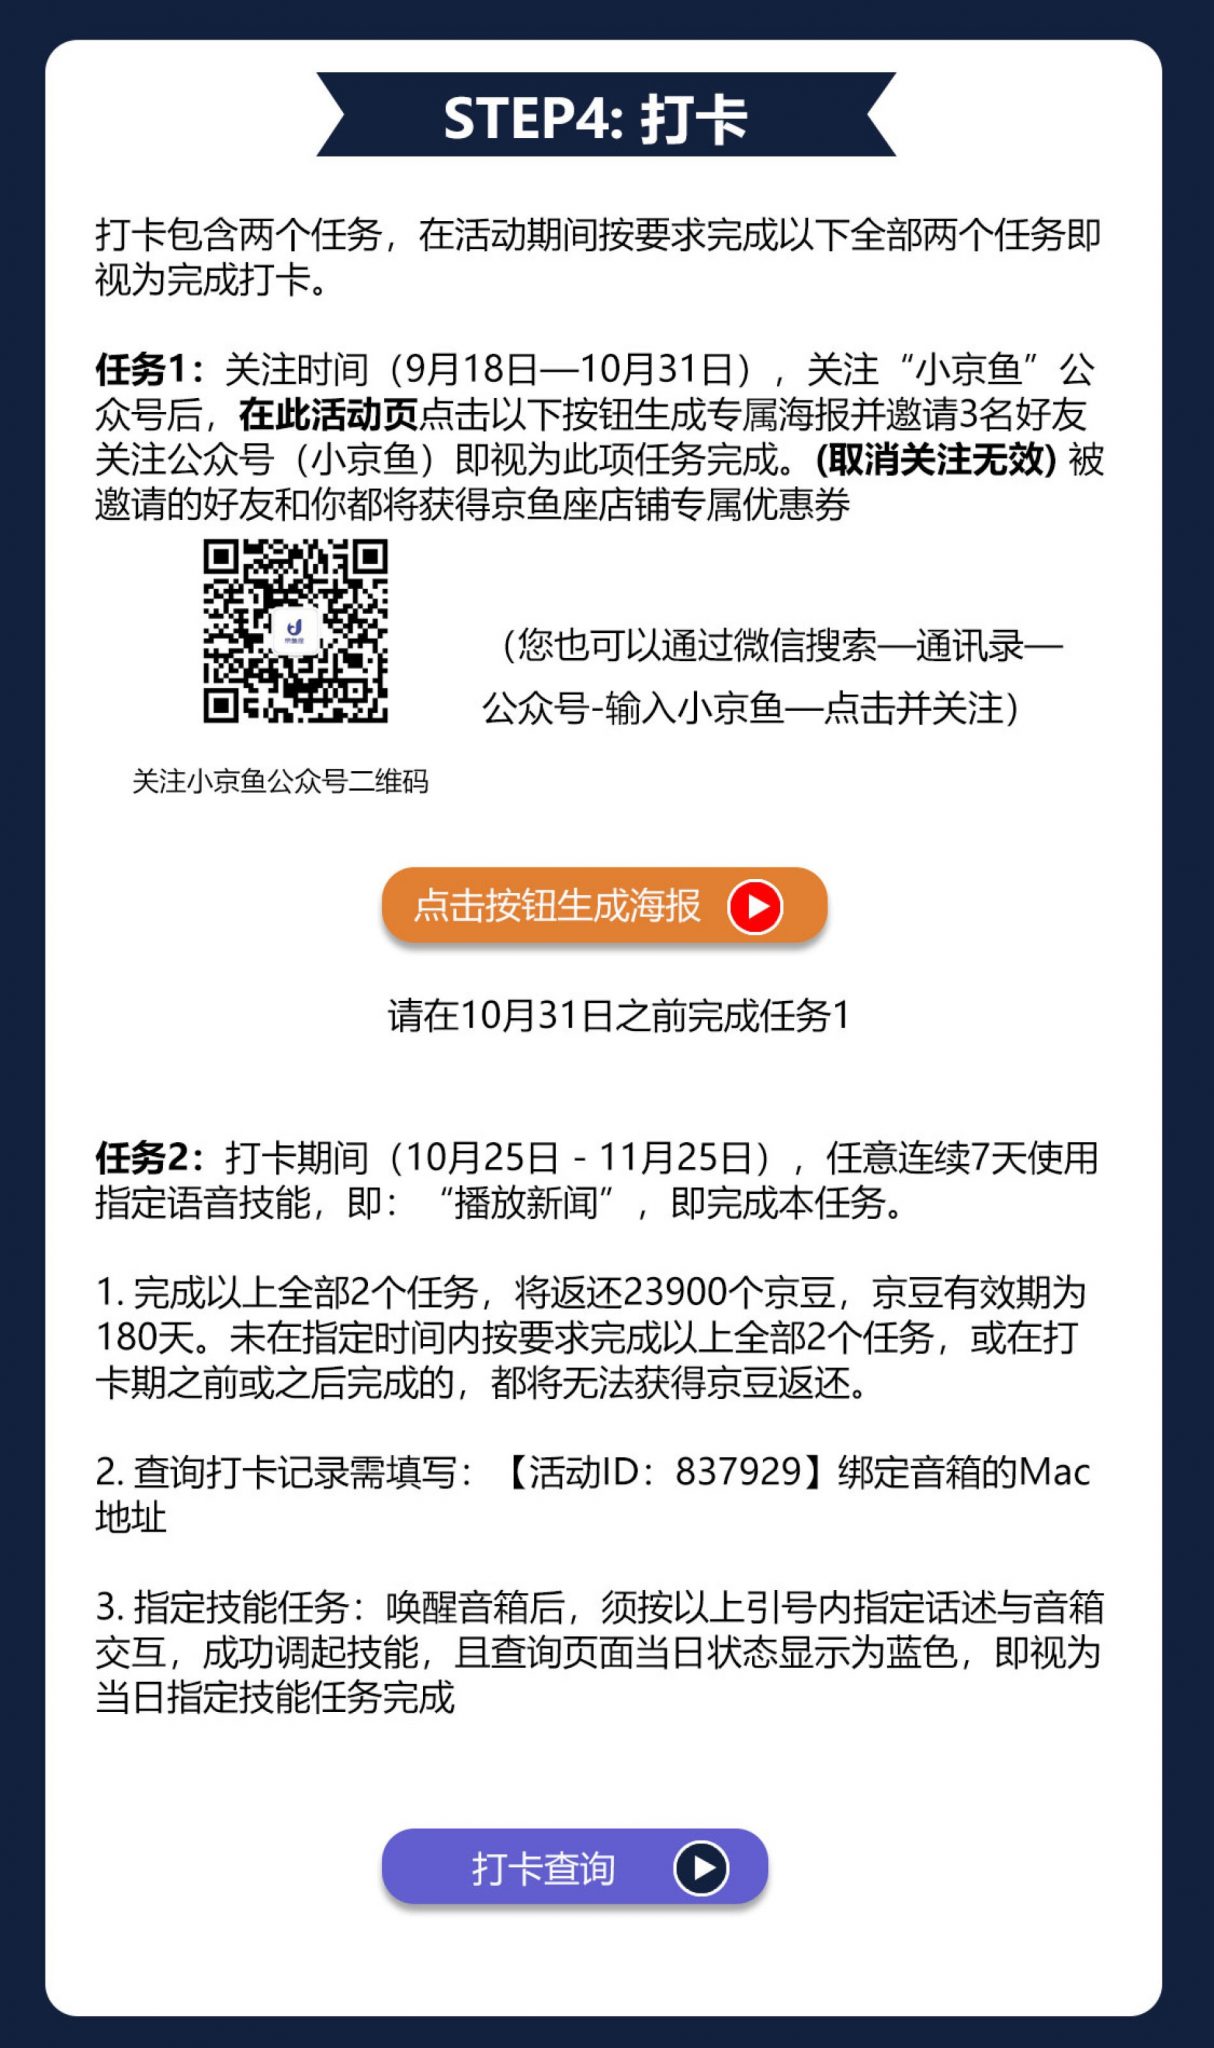 STEP4: 打卡
打卡包含两个任务，在活动期间按要求完成以下全部两个任务即
视为完成打卡。
任务1：关注时间（9月18日—10月31日），关注“小京鱼”公
众号后，在此活动页点击以下按钮生成专属海报并邀请3名好友
关注公众号（小京鱼）即视为此项任务完成。(取消关注无效) 被
邀请的好友和你都将获得京鱼座店铺专属优惠券
京鱼座
（您也可以通过微信搜索—通讯录—
公众号-输入小京鱼—点击并关注）
关注小京鱼公众号二维码
点击按钮生成海报
请在10月31日之前完成任务1
任务2：打卡期间（10月25日 - 11月25日），任意连续7天使用
指定语音技能，即：“播放新闻”，即完成本任务。
1. 完成以上全部2个任务，将返还23900个京豆，京豆有效期为
180天。未在指定时间内按要求完成以上全部2个任务，或在打
卡期之前或之后完成的，都将无法获得京豆返还。
2. 查询打卡记录需填写：【活动ID：837929】绑定音箱的Mac
地址
3. 指定技能任务：唤醒音箱后，须按以上引号内指定话述与音箱
交互，成功调起技能，且查询页面当日状态显示为蓝色，即视为
当日指定技能任务完成
打卡查询